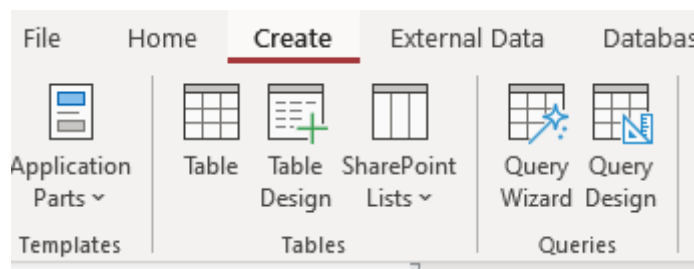 File Home Create External Data Databas
Application Parts
Table
Table Design
SharePoint Lists
Query Wizard
Query Design
Templates Tables Queries